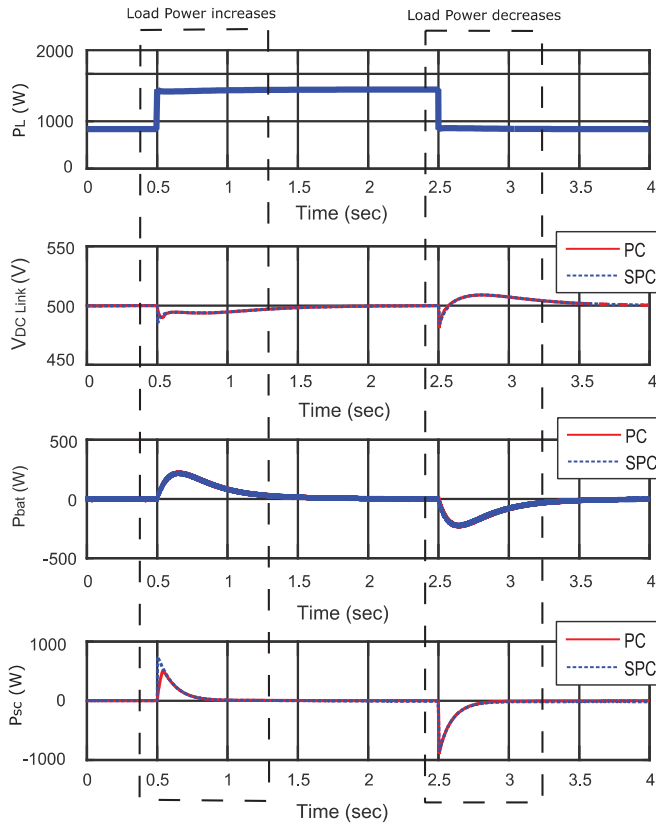 Load Power increases
Load Power decreases
2000
1000
0
PL (W)
0 0.5 1 1.5 2 2.5 3 3.5 4
Time (sec)
550
500
450
VDC Link (V)
PC
SPC
0 0.5 1 1.5 2 2.5 3 3.5 4
Time (sec)
500
0
-500
Pbat (W)
PC
SPC
0 0.5 1 1.5 2 2.5 3 3.5 4
Time (sec)
1000
0
-1000
Psc (W)
PC
SPC
0 0.5 1 1.5 2 2.5 3 3.5 4
Time (sec)